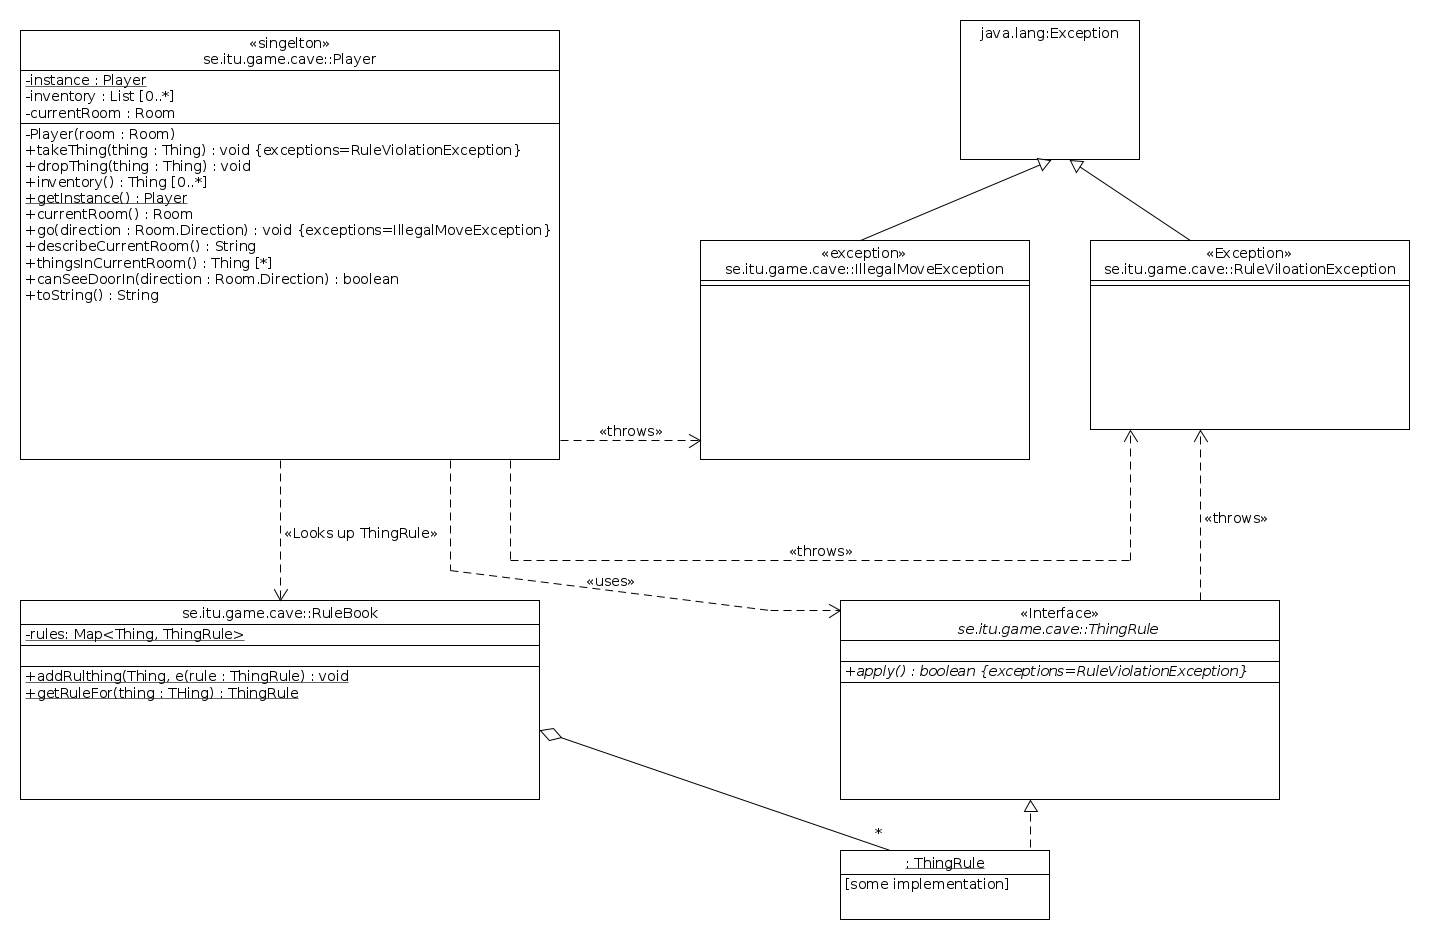 «singelton»
se.itu.game.cave::Player
-instance : Player
-inventory : List [0..*]
-currentRoom : Room
-Player(room : Room)
+takeThing(thing : Thing) : void {exceptions=RuleViolationException}
+dropThing(thing : Thing) : void
+inventory() : Thing [0..*]
+getInstance() : Player
+currentRoom() : Room
+go(direction : Room.Direction) : void {exceptions=IllegalMoveException}
+describeCurrentRoom() : String
+thingsInCurrentRoom() : Thing [*]
+canSeeDoorIn(direction : Room.Direction) : boolean
+toString() : String
java.lang:Exception
«exception»
se.itu.game.cave::IllegalMoveException
«Exception»
se.itu.game.cave::RuleViloationException
«throws»
«Looks up ThingRule»
«throws»
«throws»
«uses»
se.itu.game.cave::RuleBook
-rules: Map<Thing, ThingRule>
+addRulthing(Thing, e(rule : ThingRule) : void
+getRuleFor(thing : THing) : ThingRule
«Interface»
se.itu.game.cave::ThingRule
+apply() : boolean {exceptions=RuleViolationException}
*
: ThingRule
[some implementation]